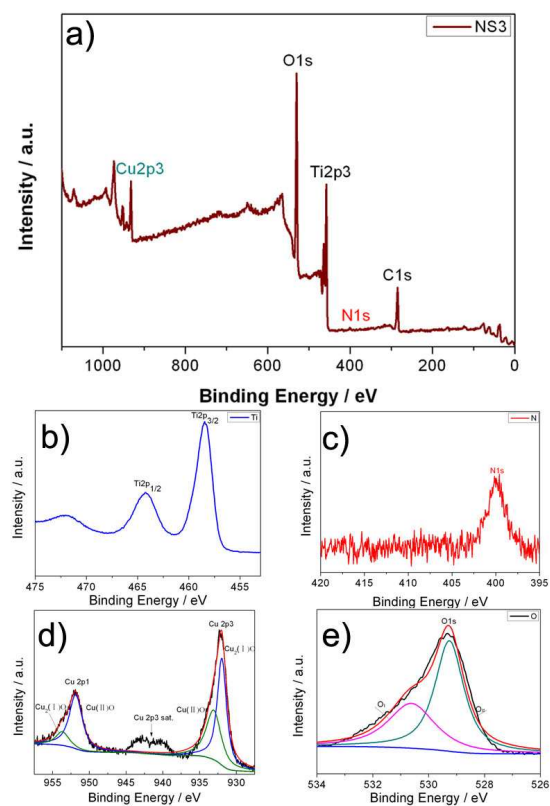 a)
NS3
O1s
Cu2p3
Ti2p3
C1s
N1s
Intensity / a.u.
1000 800 600 400 200 0
Binding Energy / eV
b)
Ti
Ti2p3/2
Ti2p1/2
Intensity / a.u.
475 470 465 460 455
Binding Energy / eV
c)
N
N1s
Intensity / a.u.
420 415 410 405 400 395
Binding Energy / eV
d)
Cu 2p3
Cu2(Ⅰ)O
Cu 2p1
Cu2(Ⅰ)O
Cu(Ⅱ)O
Cu(Ⅱ)O
Cu 2p3 sat.
Intensity / a.u.
955 950 945 940 935 930
Binding Energy / eV
e)
O
O1s
Intensity / a.u.
534 532 530 528 526
Binding Energy / eV